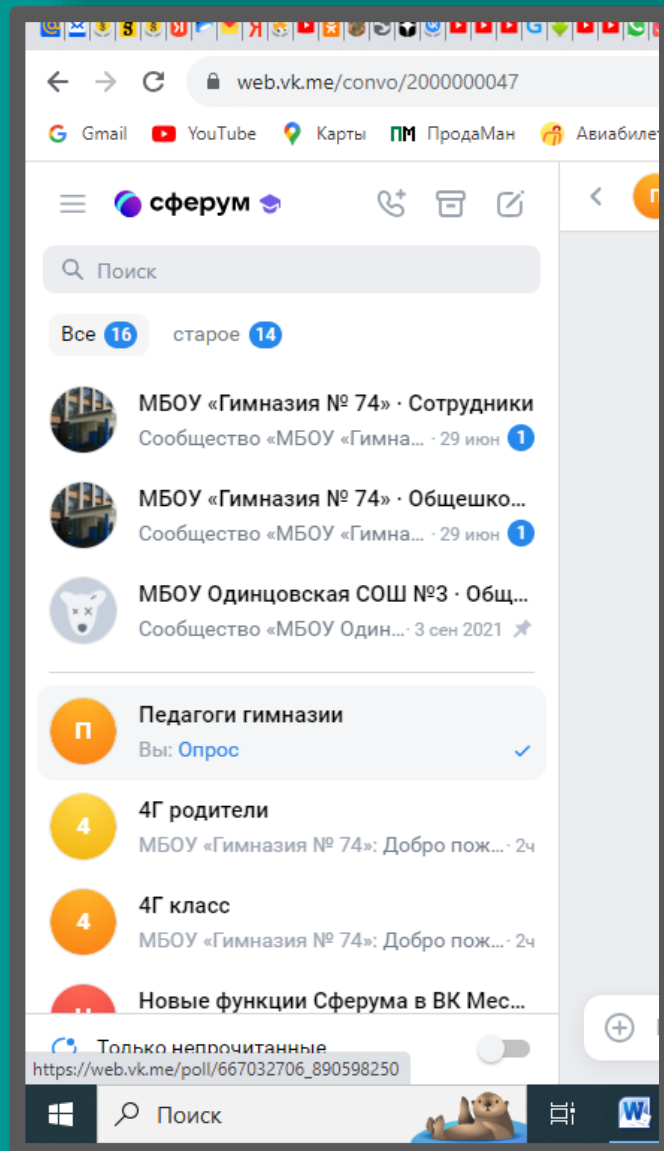 web.vk.me/convo/2000000047
Gmail YouTube Карты ПМ ПродаМан Авиабиле
сферум
П
Поиск
Все 16 старое 14
МБОУ «Гимназия № 74» · Сотрудники
Сообщество «МБОУ «Гимна... · 29 июн 1
МБОУ «Гимназия № 74» · Общешко...
Сообщество «МБОУ «Гимна... · 29 июн 1
МБОУ Одинцовская СОШ №3 · Общ...
Сообщество «МБОУ Один...· 3 сен 2021
П
Педагоги гимназии
Вы: Опрос
4
4Г родители
МБОУ «Гимназия № 74»: Добро пож...· 2ч
4
4Г класс
МБОУ «Гимназия № 74»: Добро пож...· 2ч
Новые функции Сферума в ВК Мес...
Только непрочитанные
https://web.vk.me/poll/667032706_890598250
Поиск
W